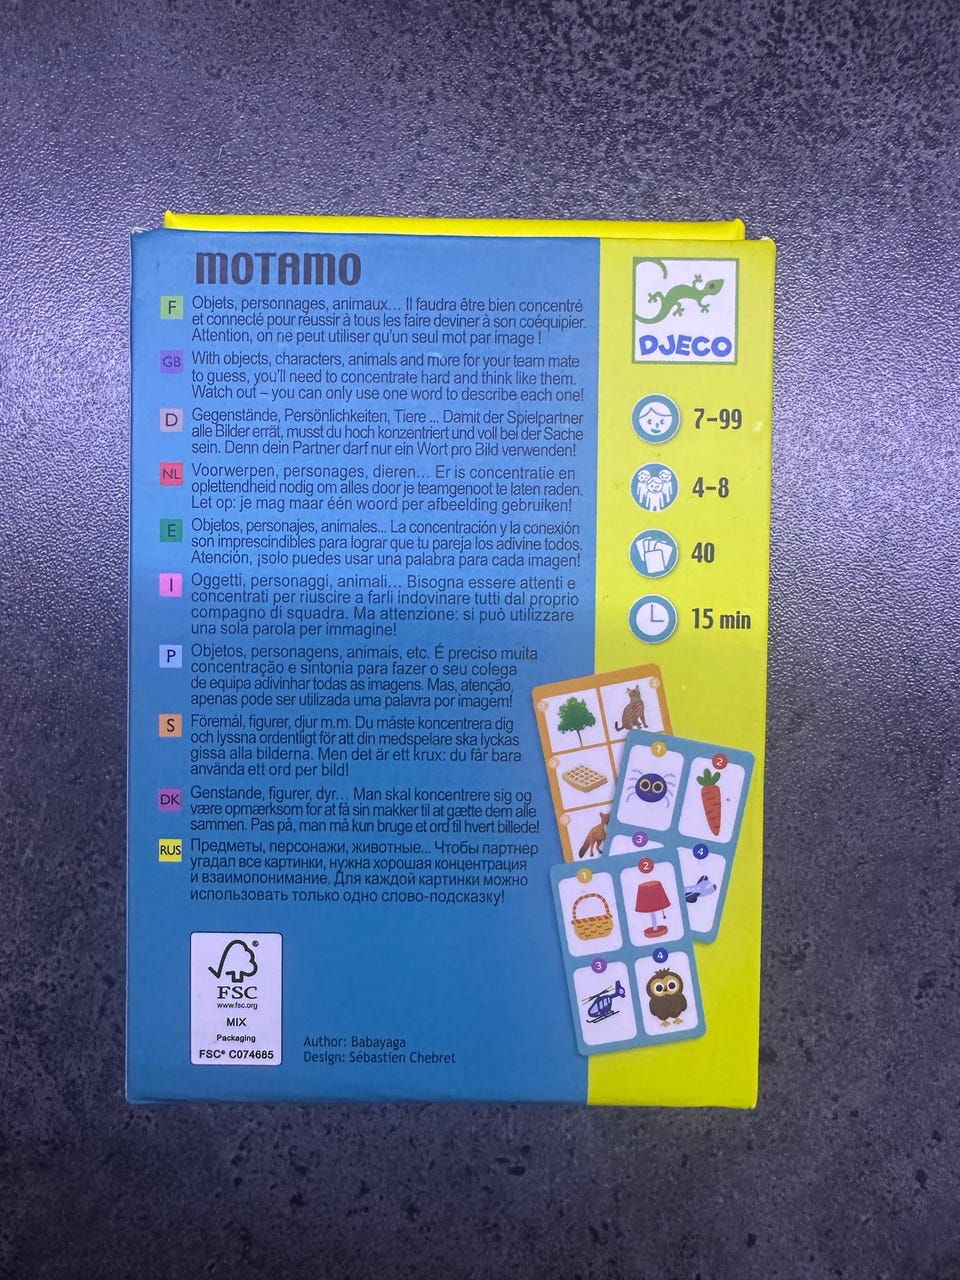 MOTAMO
F
Objets, personnages, animaux... Il faudra être bien concentré
et connecté pour réussir à tous les faire deviner à son coéquipier.
Attention, on ne peut utiliser qu'un seul mot par image !
GB
With objects, characters, animals and more for your team mate
to guess, you'll need to concentrate hard and think like them.
Watch out – you can only use one word to describe each one!
D
Gegenstände, Persönlichkeiten, Tiere ... Damit der Spielpartner
alle Bilder errät, musst du hoch konzentriert und voll bei der Sache
sein. Denn dein Partner darf nur ein Wort pro Bild verwenden!
NL
Voorwerpen, personages, dieren... Er is concentratie en
oplettendheid nodig om alles door je teamgenoot te laten raden.
Let op: je mag maar één woord per afbeelding gebruiken!
E
Objetos, personajes, animales... La concentración y la conexión
son imprescindibles para lograr que tu pareja los adivine todos.
Atención, ¡solo puedes usar una palabra para cada imagen!
I
Oggetti, personaggi, animali... Bisogna essere attenti e
concentrati per riuscire a farli indovinare tutti dal proprio
compagno di squadra. Ma attenzione: si può utilizzare
una sola parola per immagine!
P
Objetos, personagens, animais, etc. É preciso muita
concentração e sintonia para fazer o seu colega
de equipa adivinhar todas as imagens. Mas, atenção,
apenas pode ser utilizada uma palavra por imagem!
S
Föremål, figurer, djur m.m. Du måste koncentrera dig
och lyssna ordentligt för att din medspelare ska lyckas
gissa alla bilderna. Men det är ett krux: du får bara
använda ett ord per bild!
DK
Genstande, figurer, dyr... Man skal koncentrere sig og
være opmærksom for at få sin makker til at gætte dem alle
sammen. Pas på, man må kun bruge et ord til hvert billede!
RUS
Предметы, персонажи, животные... Чтобы партнер
угадал все картинки, нужна хорошая концентрация
и взаимопонимание. Для каждой картинки можно
использовать только одно слово-подсказку!
FSC
www.fsc.org
MIX
Packaging
FSC® C074685
Author: Babayaga
Design: Sébastien Chebret
DJECO
7-99
4-8
40
15 min
1
2
3
4
1
2
3
4